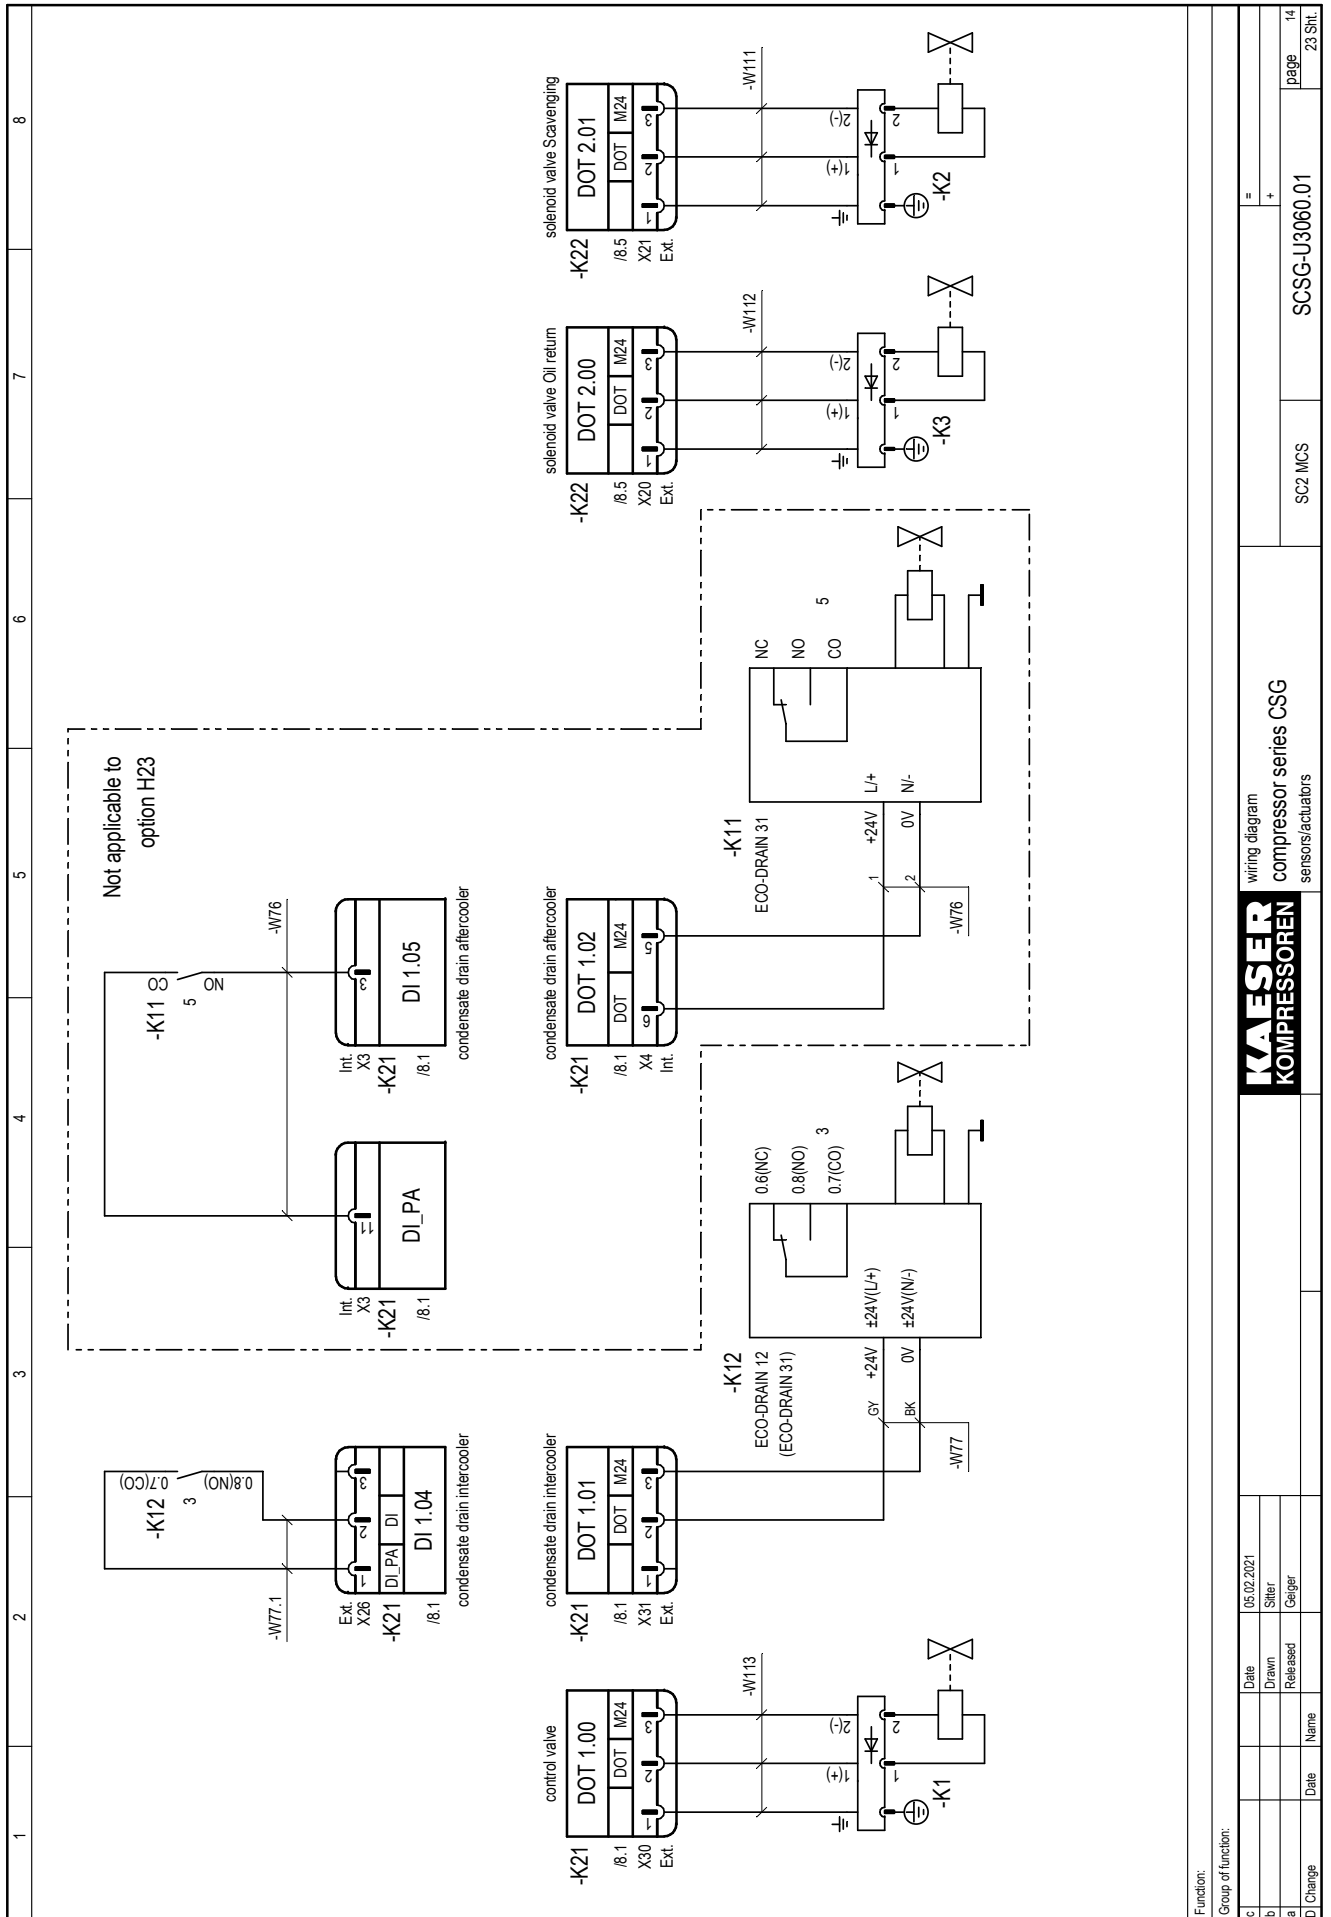 1
2
3
4
5
6
7
8
-K12
3
0.7(CO)
0.8(NO)
-W77.1
Ext.
X26
-K21
/8.1
1
2
3
DI_PA
DI
DI 1.04
condensate drain intercooler
Not applicable to
option H23
-K11
5
CO
NO
-W76
Int.
X3
-K21
/8.1
11
DI_PA
Int.
X3
-K21
/8.1
3
DI 1.05
condensate drain aftercooler
control valve
-K21
/8.1
X30
Ext.
DOT 1.00
DOT
M24
1
2
3
-W113
1(+)
2(-)
1
2
-K1
condensate drain intercooler
-K21
/8.1
X31
Ext.
DOT 1.01
DOT
M24
1
2
3
-W77
GY
BK
+24V
0V
-K12
ECO-DRAIN 12
(ECO-DRAIN 31)
±24V(L/+)
±24V(N/-)
0.6(NC)
0.8(NO)
0.7(CO)
3
condensate drain aftercooler
-K21
/8.1
X4
Int.
DOT 1.02
DOT
M24
6
5
-W76
1
2
+24V
0V
-K11
ECO-DRAIN 31
L/+
N/-
NC
NO
CO
5
solenoid valve Oil return
-K22
/8.5
X20
Ext.
DOT 2.00
DOT
M24
1
2
3
-W112
1(+)
2(-)
1
2
-K3
solenoid valve Scavenging
-K22
/8.5
X21
Ext.
DOT 2.01
DOT
M24
1
2
3
-W111
1(+)
2(-)
1
2
-K2
Function:
Group of function:
c
b
a
D
Change
Date
Name
Date
05.02.2021
Drawn
Sitter
Released
Geiger
KAESER
KOMPRESSOREN
wiring diagram
compressor series CSG
sensors/actuators
SC2 MCS
=
+
SCSG-U3060.01
page
14
23 Sht.